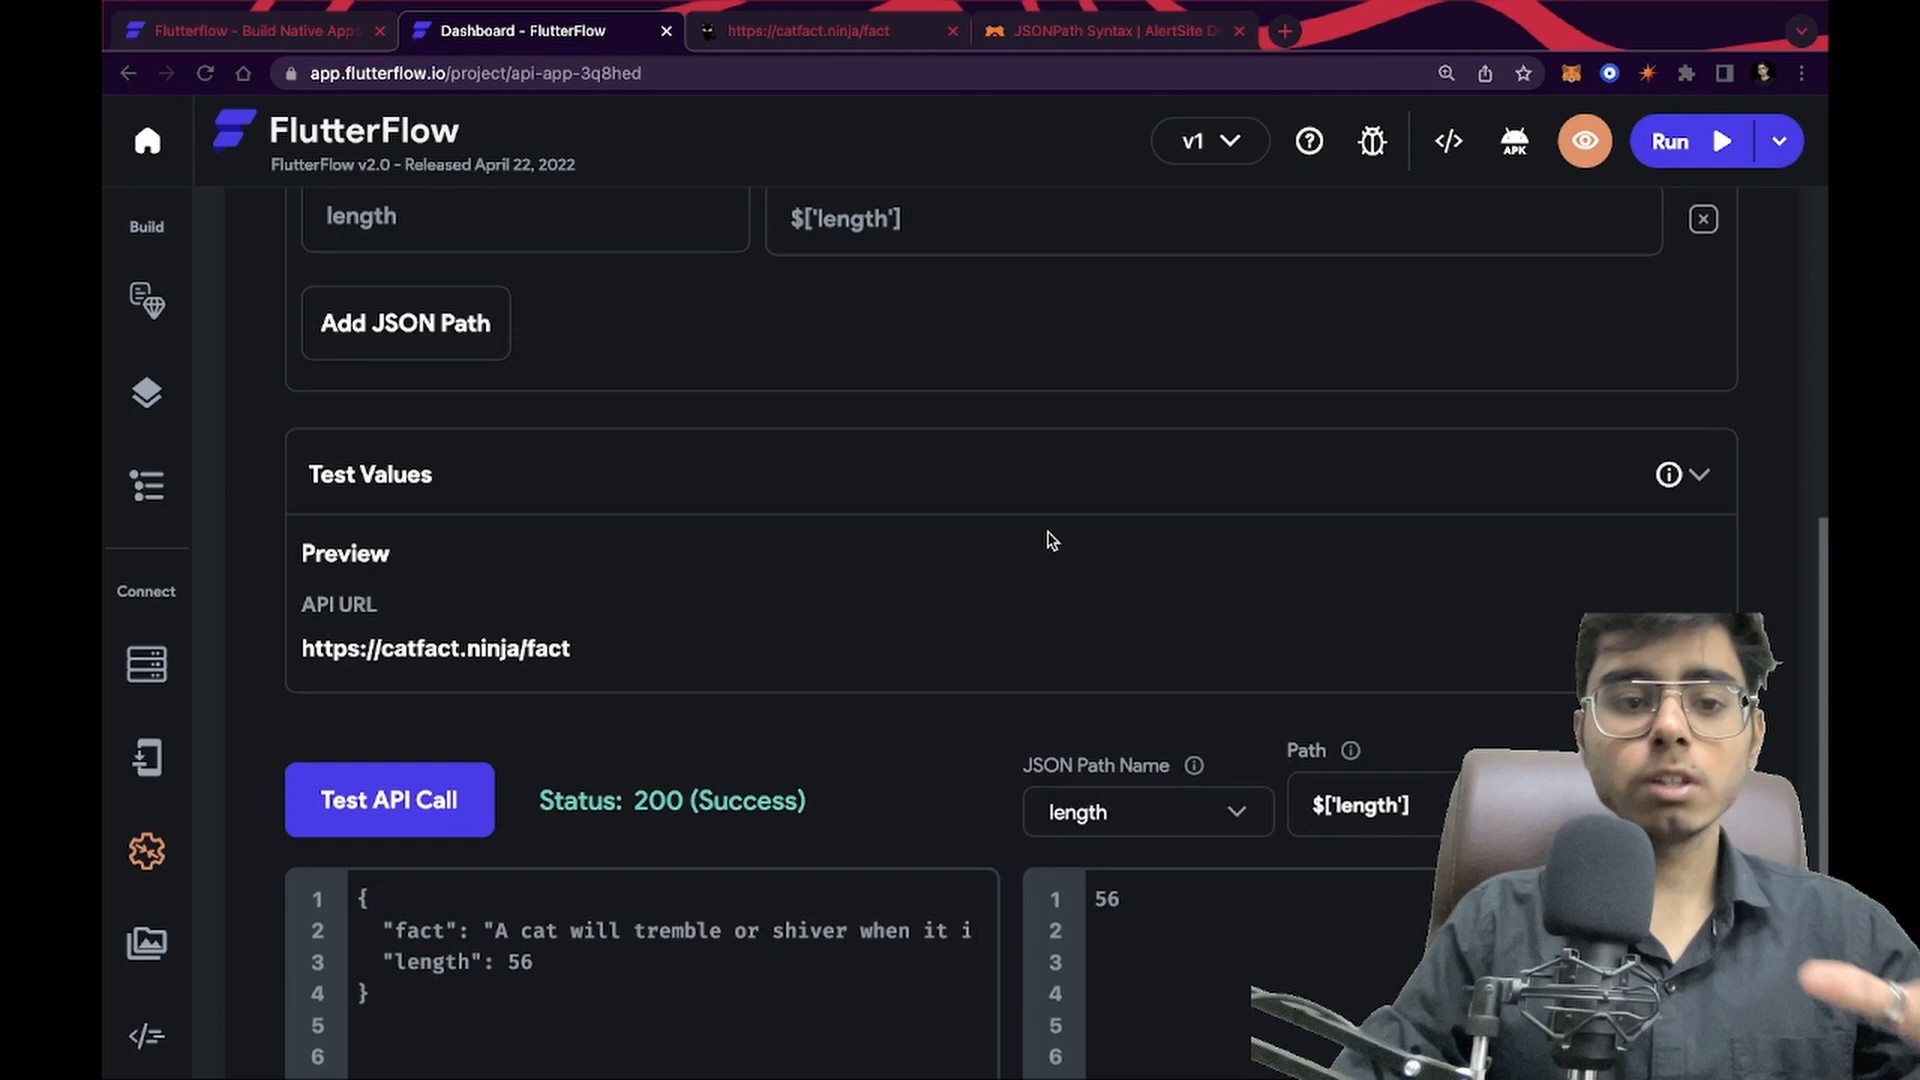 Flutterflow - Build Native Apps
Dashboard - FlutterFlow
https://catfact.ninja/fact
JSONPath Syntax | AlertSite D
app.flutterflow.io/project/api-app-3q8hed
FlutterFlow
FlutterFlow v2.0 - Released April 22, 2022
v1
APK
Run
Build
length
$['length']
Add JSON Path
Test Values
Preview
Connect
API URL
https://catfact.ninja/fact
JSON Path Name
Path
Test API Call
Status: 200 (Success)
length
$['length']
1 {
2 "fact": "A cat will tremble or shiver when it i
3 "length": 56
4 }
5
6
1 56
2
3
4
5
6